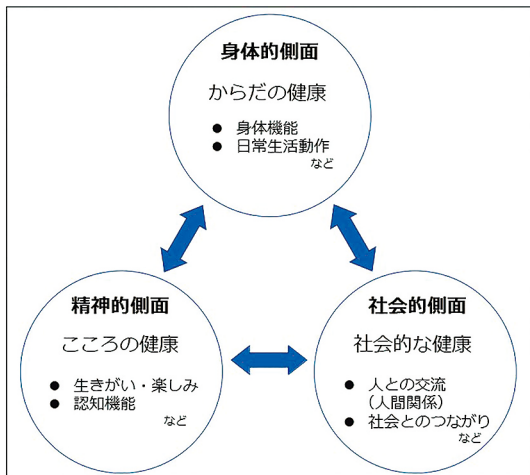 身体的側面
からだの健康
● 身体機能
● 日常生活動作
など
精神的側面
こころの健康
● 生きがい・楽しみ
● 認知機能
など
社会的側面
社会的な健康
● 人との交流
(人間関係)
● 社会とのつながり
など